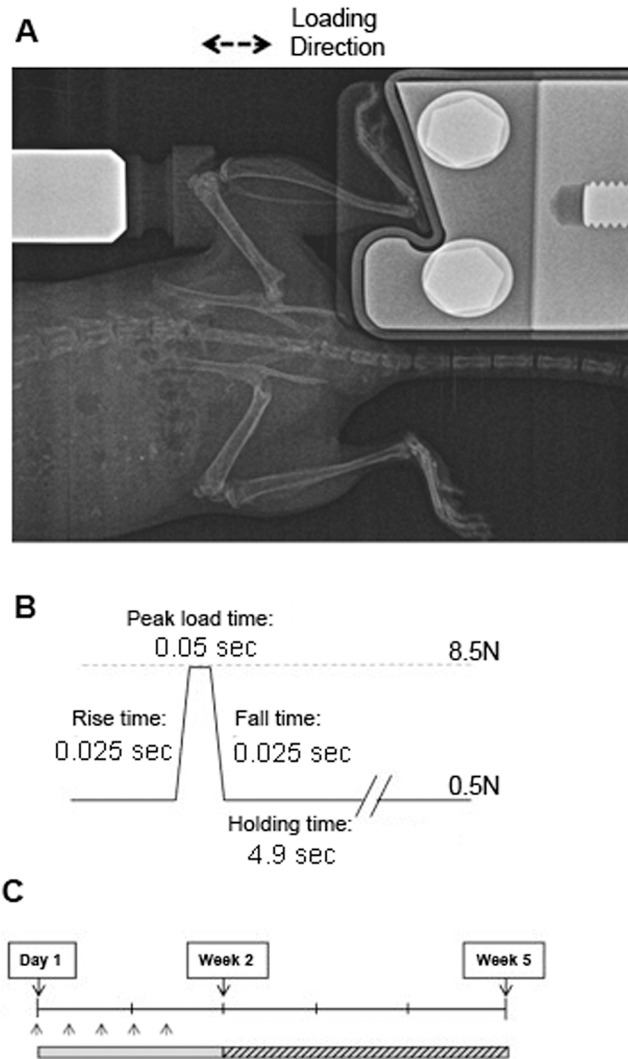 A
Loading
Direction
B
Peak load time:
0.05 sec
8.5N
Rise time:
0.025 sec
Fall time:
0.025 sec
0.5N
Holding time:
4.9 sec
C
Day 1
Week 2
Week 5